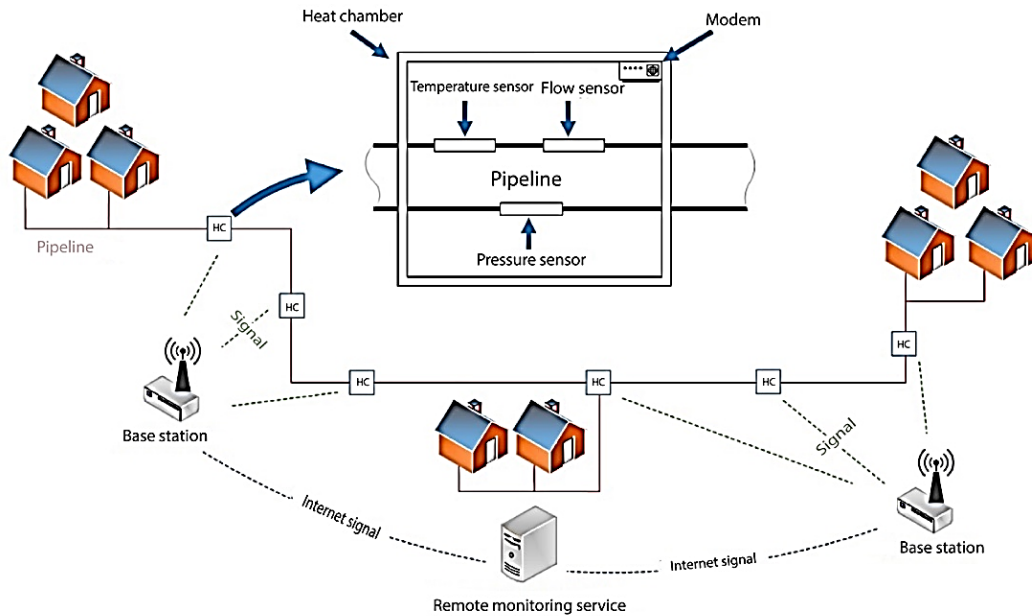 Heat chamber
Modem
Temperature sensor
Flow sensor
Pipeline
Pressure sensor
HC
Pipeline
HC
Signal
HC
HC
HC
HC
Signal
Base station
Internet signal
Internet signal
Base station
Remote monitoring service